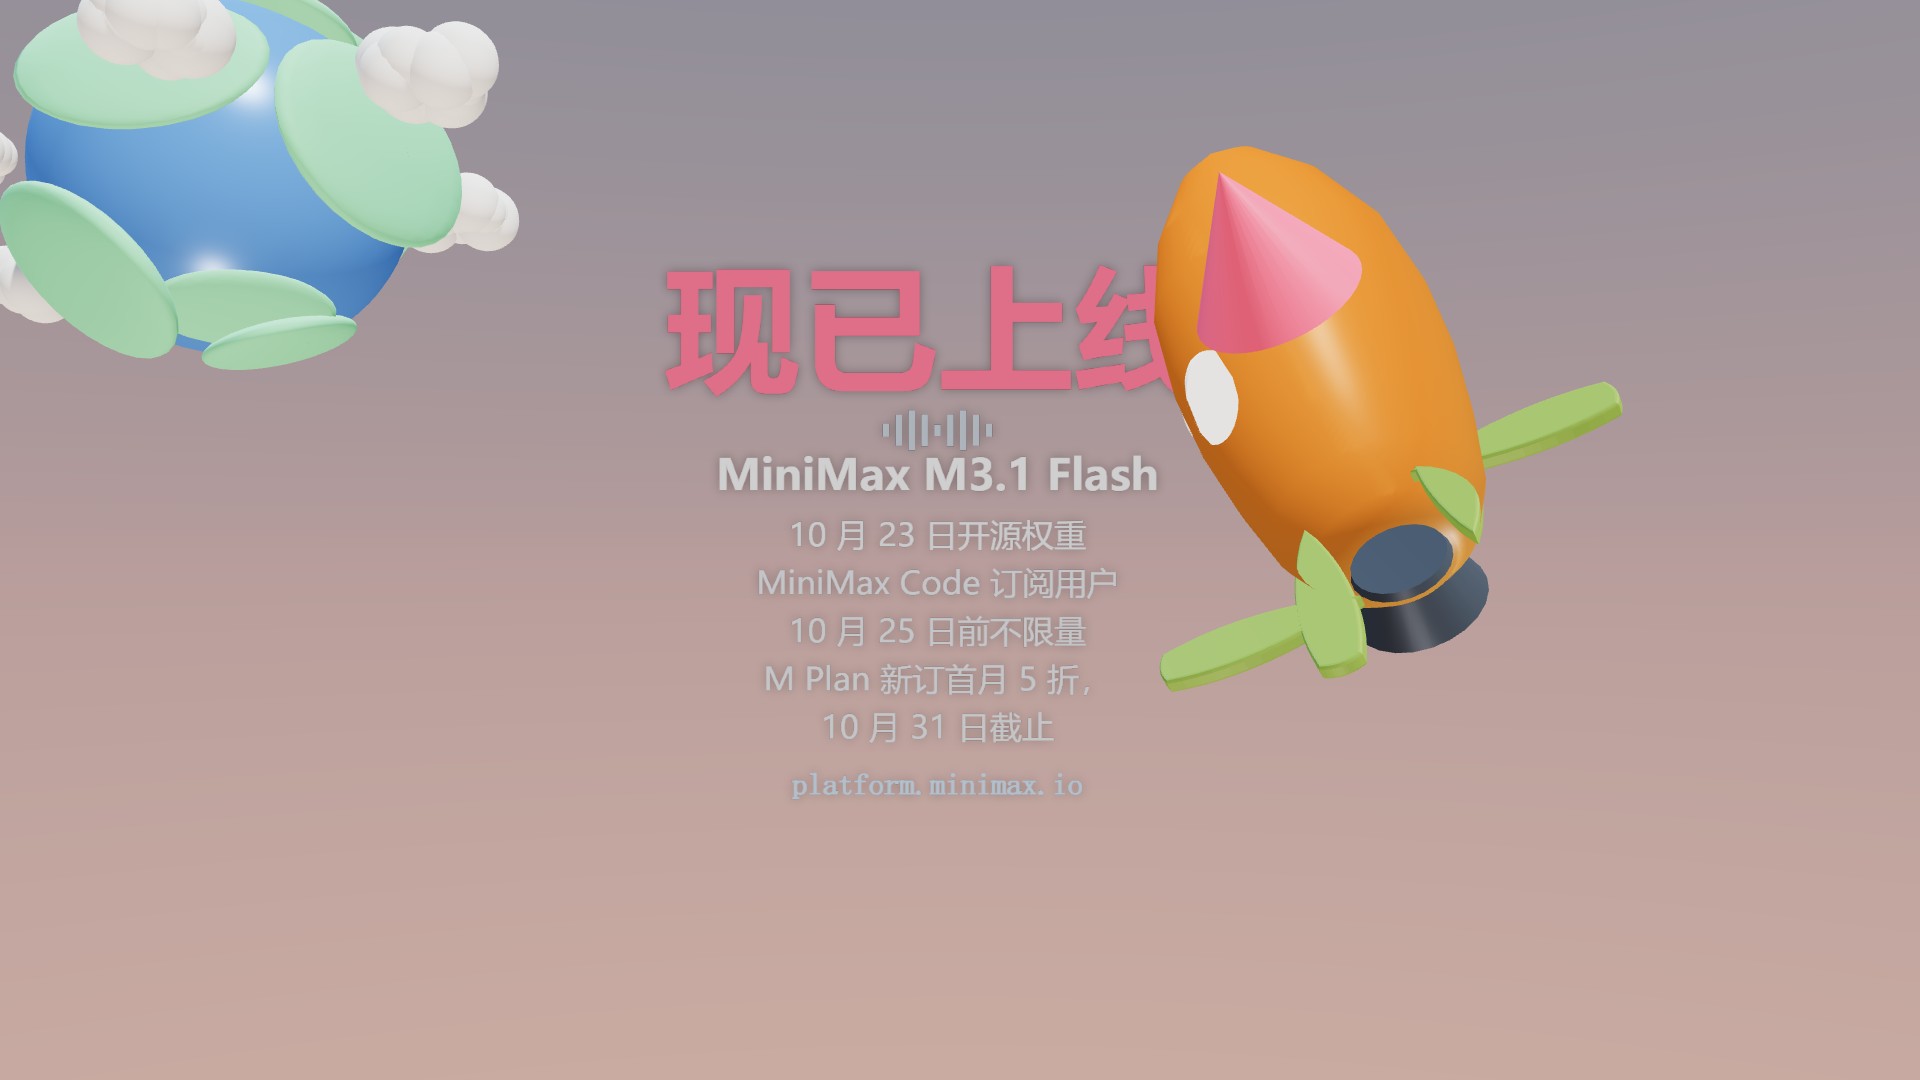 现已上线
MiniMax M3.1 Flash
10 月 23 日开源权重
MiniMax Code 订阅用户
10 月 25 日前不限量
M Plan 新订首月 5 折，
10 月 31 日截止
platform.minimax.io